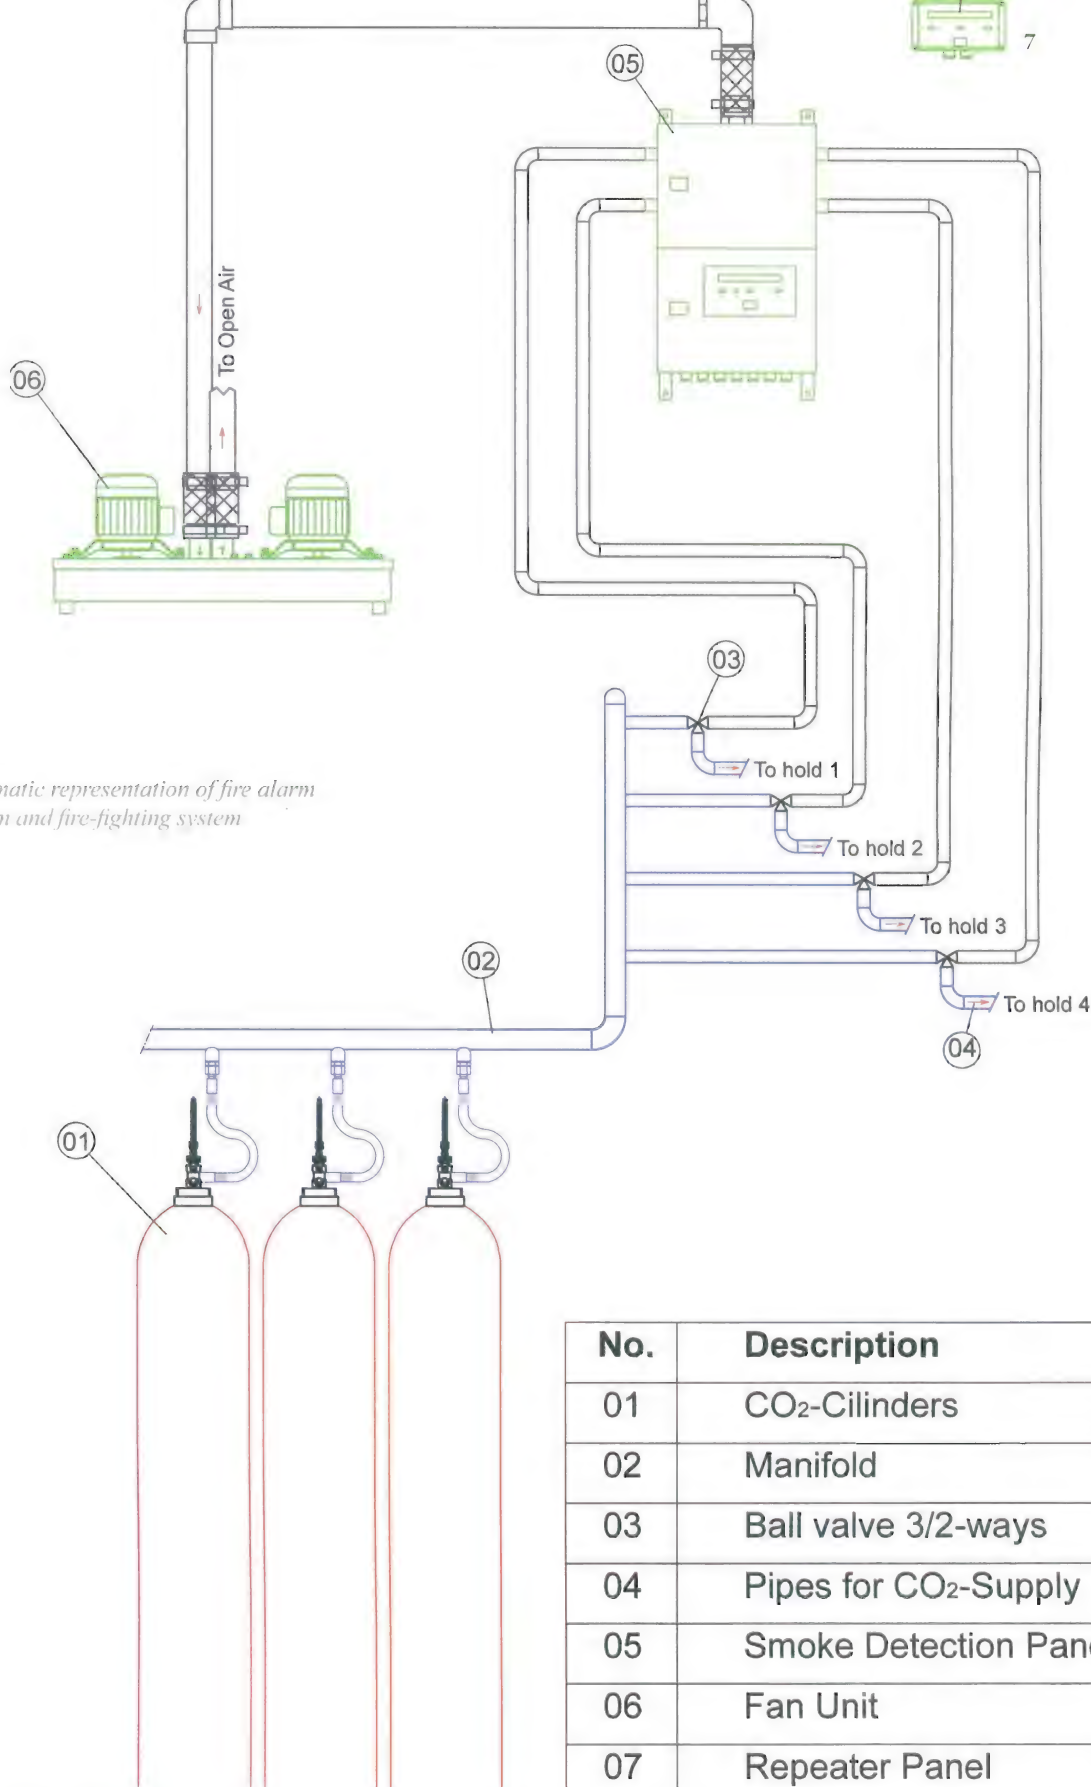 7
05
To Open Air
06
03
To hold 1
matic representation of fire alarm
m and fire-fighting system
To hold 2
To hold 3
02
To hold 4
04
01
No. Description
01 CO₂-Cilinders
02 Manifold
03 Ball valve 3/2-ways
04 Pipes for CO₂-Supply
05 Smoke Detection Pane
06 Fan Unit
07 Repeater Panel